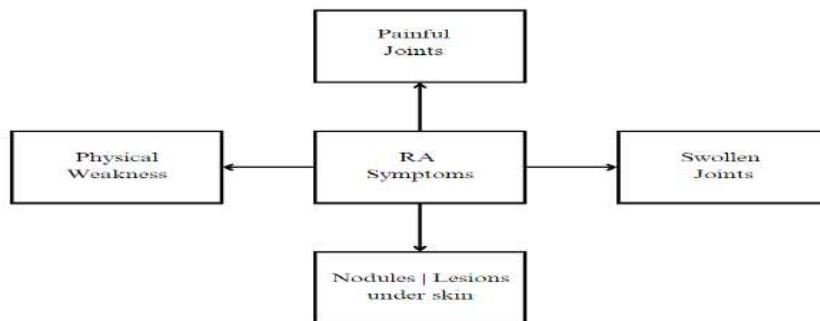 Painful
Joints
Physical
Weakness
RA
Symptoms
Swollen
Joints
Nodules | Lesions
under skin